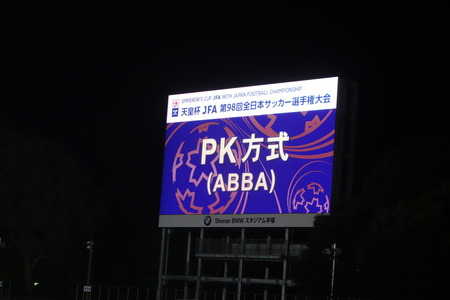 EMPEROR'S CUP JFA 98TH JAPAN FOOTBALL CHAMPIONSHIP
天皇杯 JFA 第98回全日本サッカー選手権大会
PK方式
(ABBA)
Shonan BMW スタジアム平塚